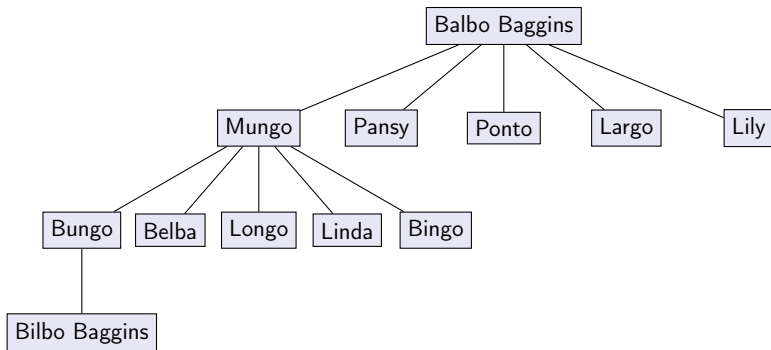 Balbo Baggins
Mungo
Pansy
Ponto
Largo
Lily
Bungo
Belba
Longo
Linda
Bingo
Bilbo Baggins